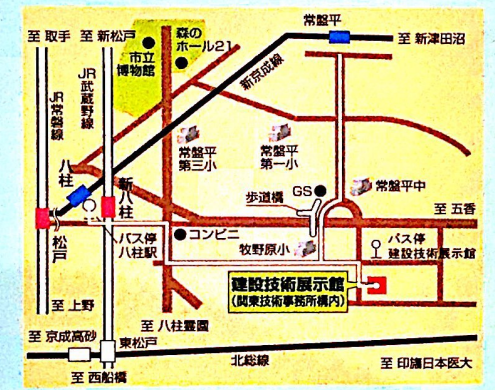 至 取手
至 新松戸
森の
ホール21
市立
博物館
常盤平
至 新津田沼
新京成線
JR常磐線
JR武蔵野線
八柱
新八柱
松戸
常盤平
第三小
常盤平
第一小
GS
常盤平中
歩道橋
至 五香
バス停
八柱駅
コンビニ
牧野原小
バス停
建設技術展示館
建設技術展示館
(関東技術事務所構内)
至 上野
至 八柱霊園
至 京成高砂
東松戸
北総線
至 西船橋
至 印旛日本医大